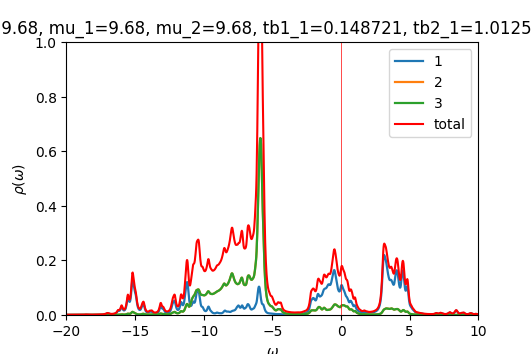 9.68, mu_1=9.68, mu_2=9.68, tb1_1=0.148721, tb2_1=1.0125
1.0
0.8
0.6
0.4
0.2
0.0
ρ(ω)
1
2
3
total
−20 −15 −10 −5 0 5 10
ω